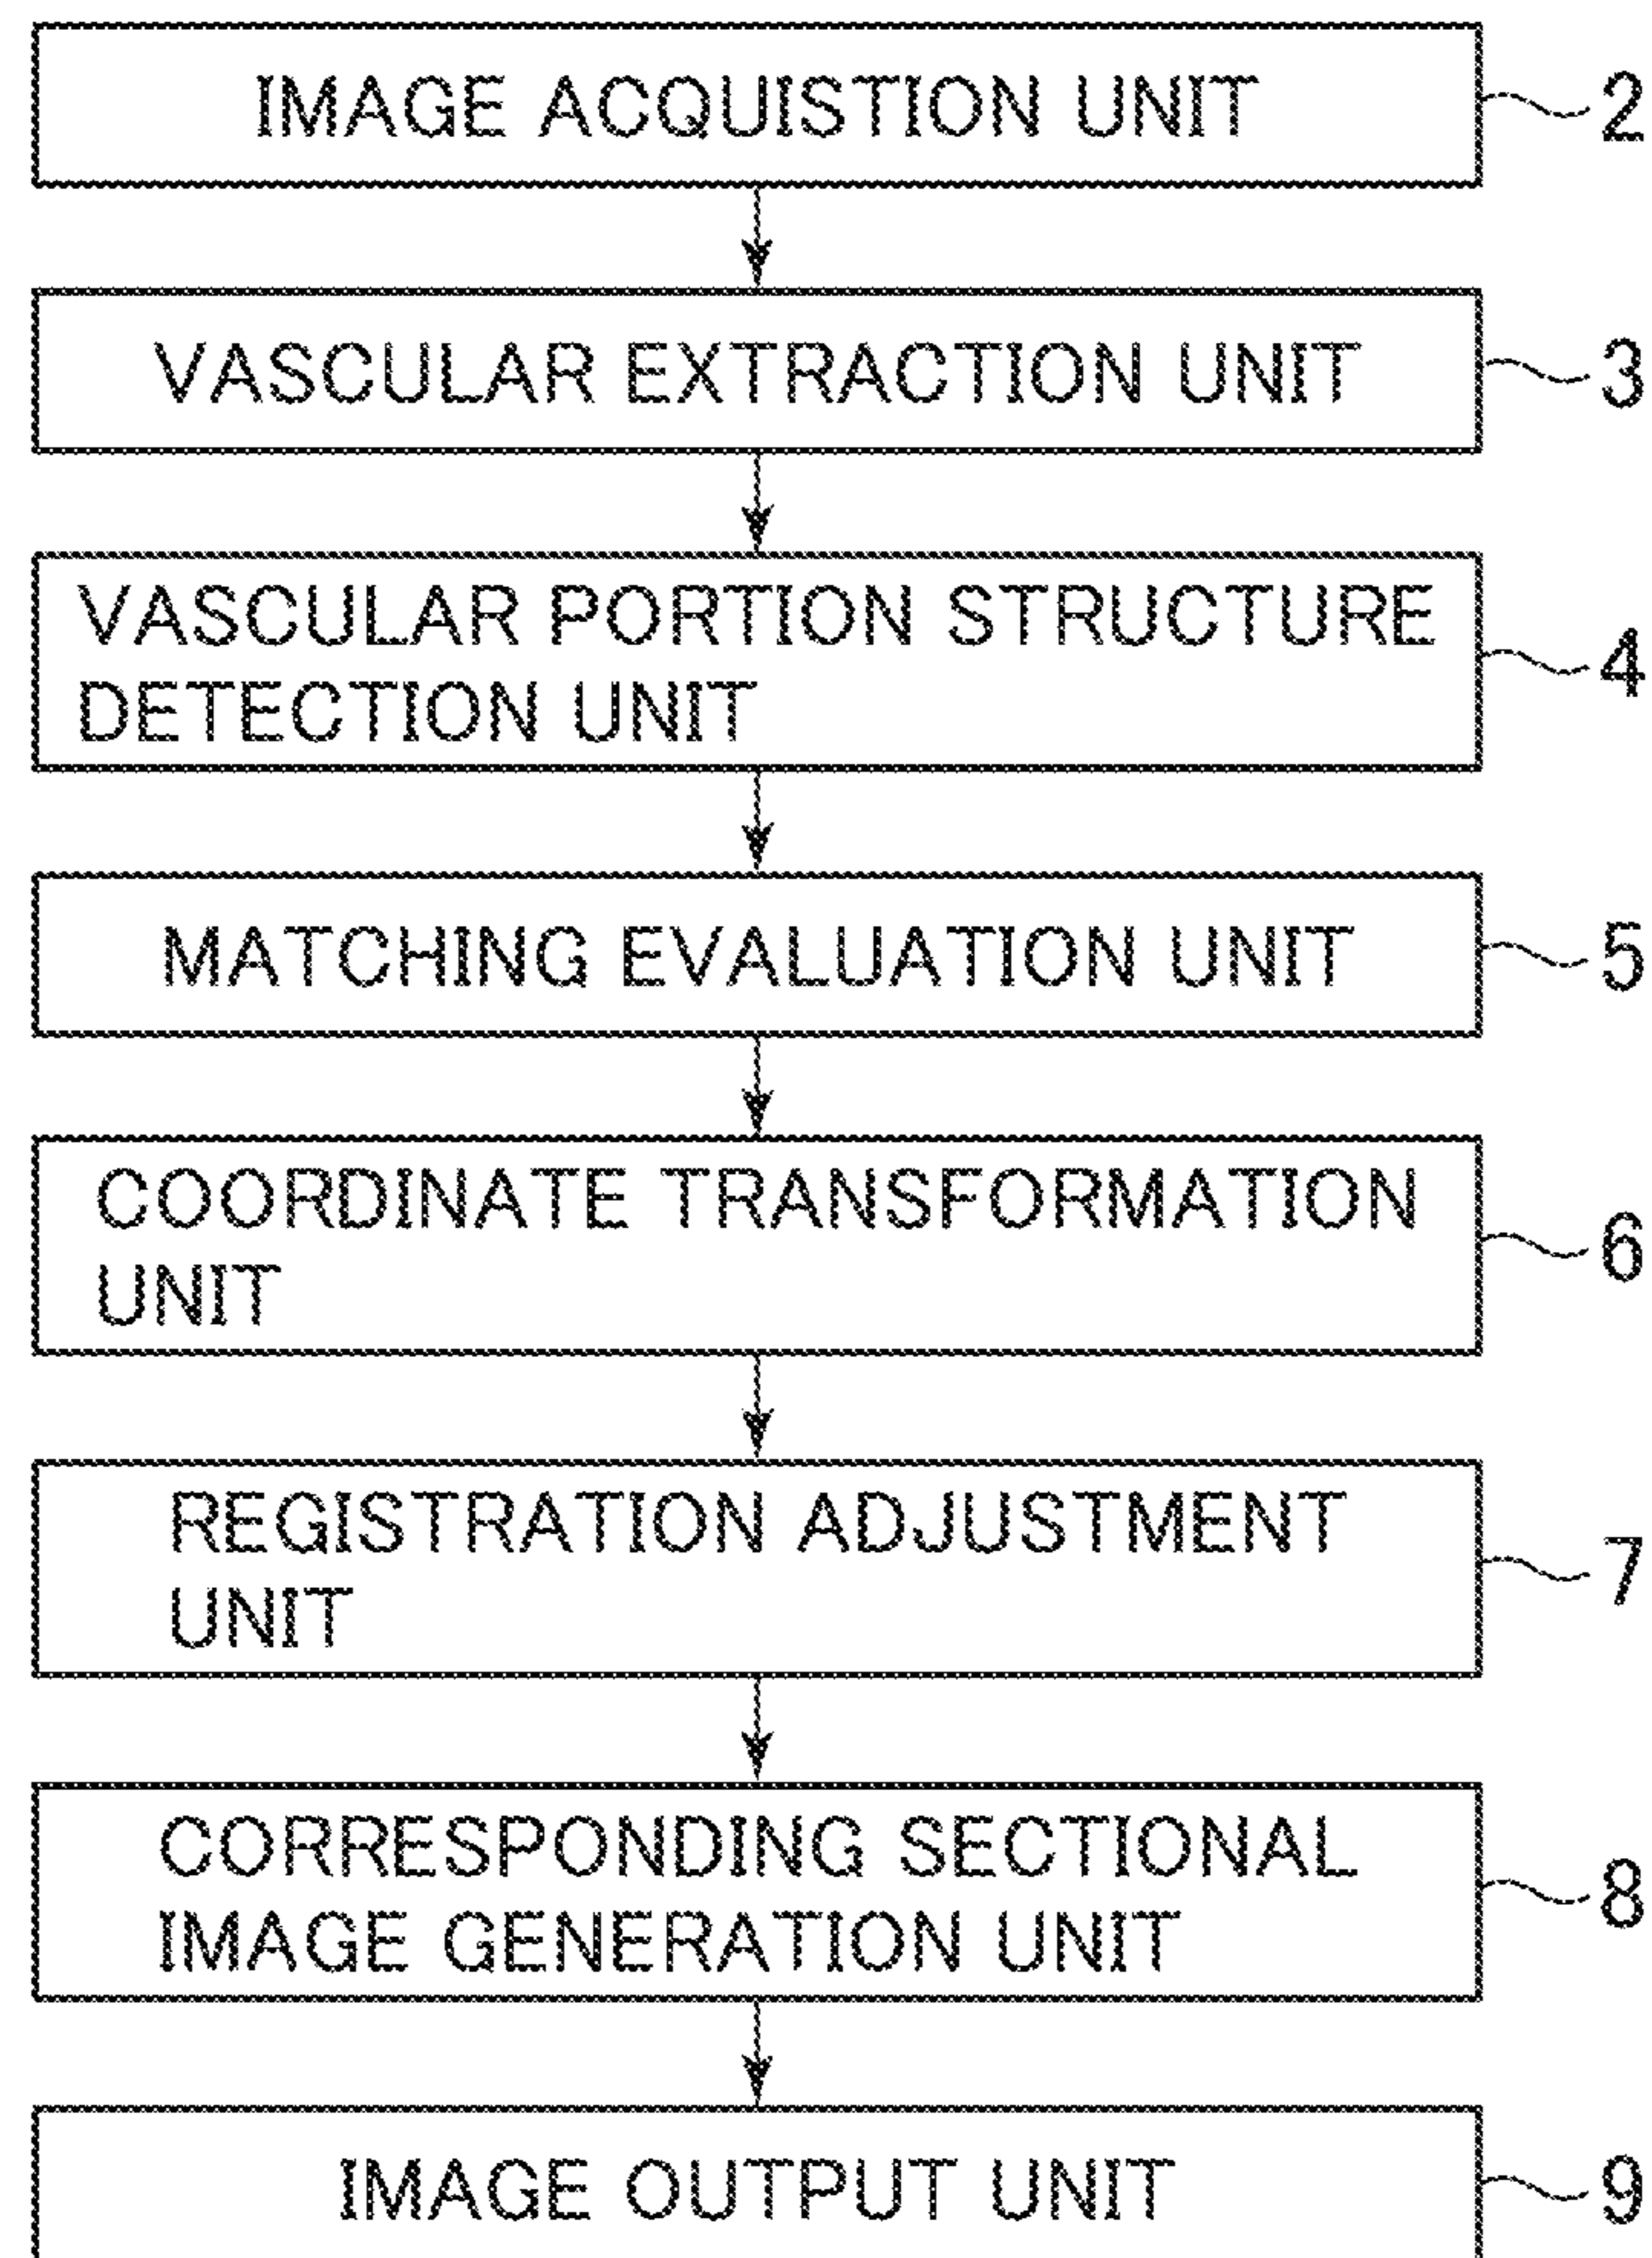 IMAGE ACQUISTION UNIT
2
VASCULAR EXTRACTION UNIT
3
VASCULAR PORTION STRUCTURE
DETECTION UNIT
4
MATCHING EVALUATION UNIT
5
COORDINATE TRANSFORMATION
UNIT
6
REGISTRATION ADJUSTMENT
UNIT
7
CORRESPONDING SECTIONAL
IMAGE GENERATION UNIT
8
IMAGE OUTPUT UNIT
9